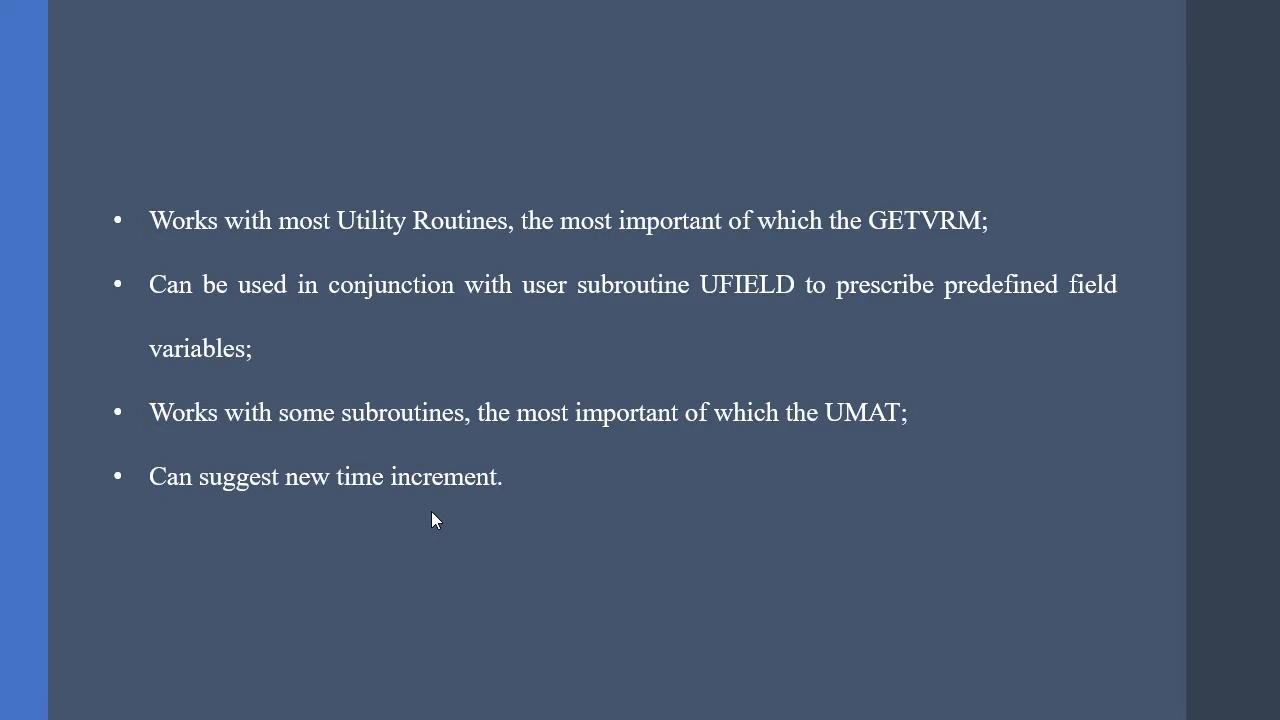 • Works with most Utility Routines, the most important of which the GETVRM;
• Can be used in conjunction with user subroutine UFIELD to prescribe predefined field
variables;
• Works with some subroutines, the most important of which the UMAT;
• Can suggest new time increment.